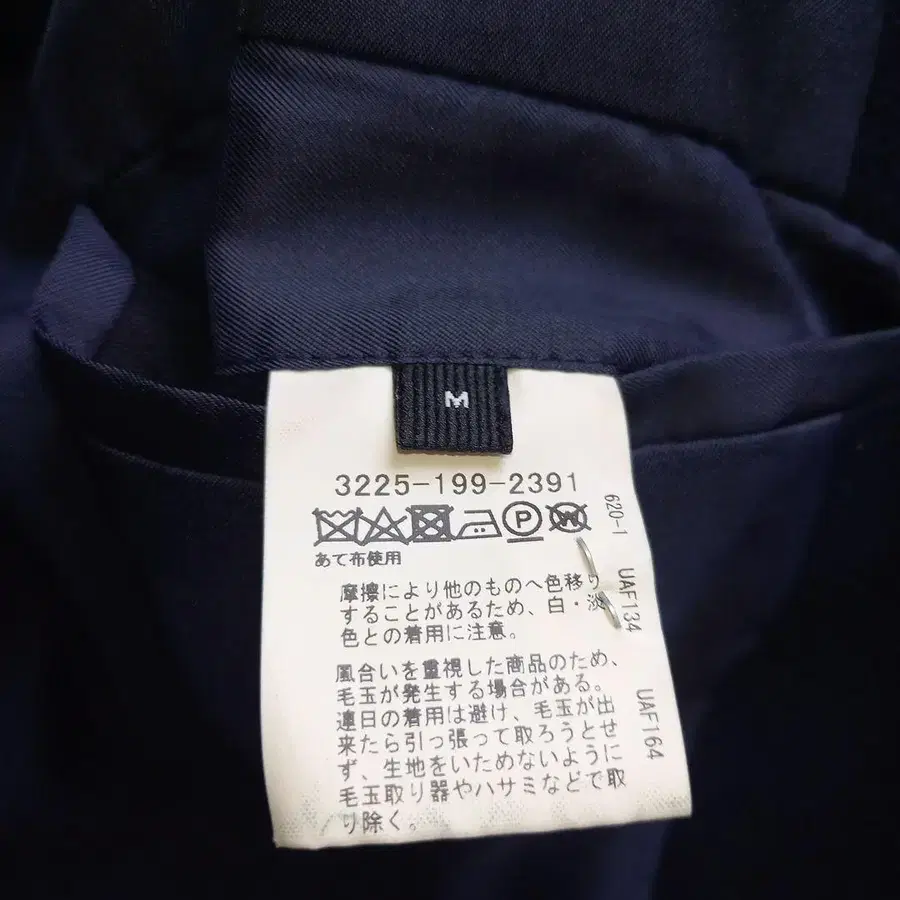 M
3225-199-2391
P W
あて布使用
摩擦により他のものへ色移り
することがあるため、白・淡
色との着用に注意。
風合いを重視した商品のため、
毛玉が発生する場合がある。
連日の着用は避け、毛玉が出
来たら引っ張って取ろうとせ
ず、生地をいためないように
毛玉取り器やハサミなどで取
り除く。
620-1
UAF134
UAF164